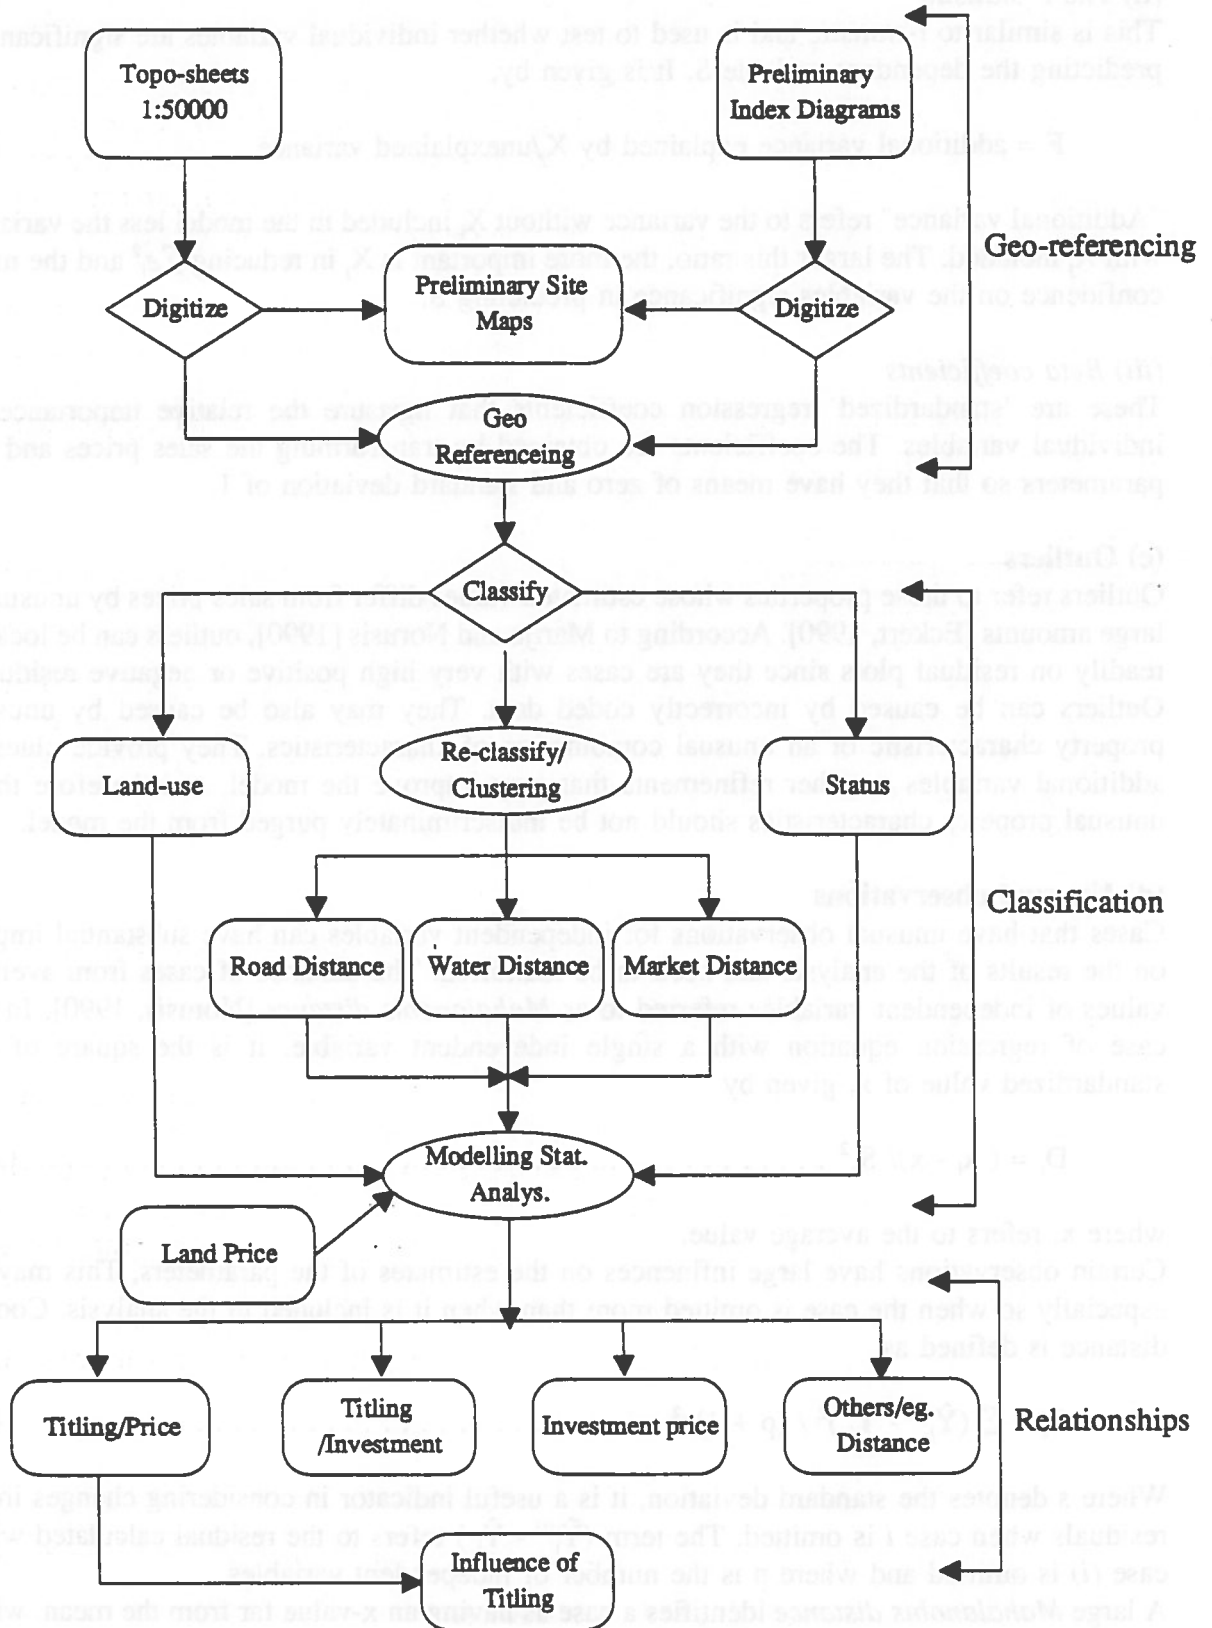 Topo-sheets
1:50000
Preliminary
Index Diagrams
Geo-referencing
Digitize
Preliminary Site
Maps
Digitize
Geo
Referenceing
Classify
Land-use
Re-classify/
Clustering
Status
Classification
Road Distance
Water Distance
Market Distance
Modelling Stat.
Analys.
Land Price
Titling/Price
Titling
/Investment
Investment price
Others/eg.
Distance
Relationships
Influence of
Titling